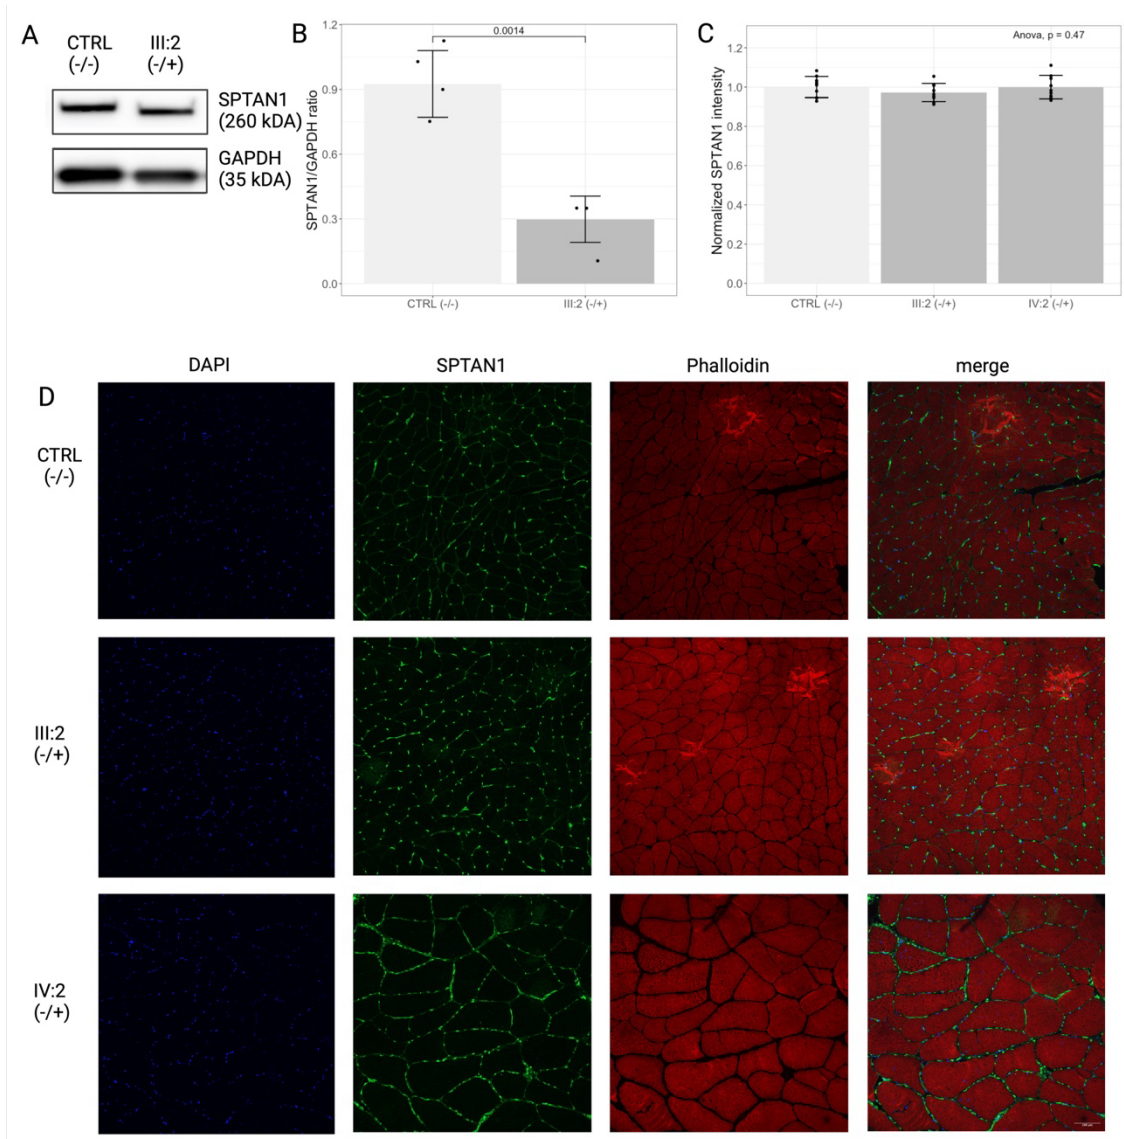 A
CTRL
(-/-)
III:2
(-/+)
SPTAN1
(260 kDA)
GAPDH
(35 kDA)
B
SPTAN1/GAPDH ratio
1.2
0.9
0.6
0.3
0.0
0.0014
CTRL (-/-)
III:2 (-/+)
C
Normalized SPTAN1 intensity
1.2
1.0
0.8
0.6
0.4
0.2
0.0
Anova, p = 0.47
CTRL (-/-)
III:2 (-/+)
IV:2 (-/+)
D
DAPI
SPTAN1
Phalloidin
merge
CTRL
(-/-)
III:2
(-/+)
IV:2
(-/+)